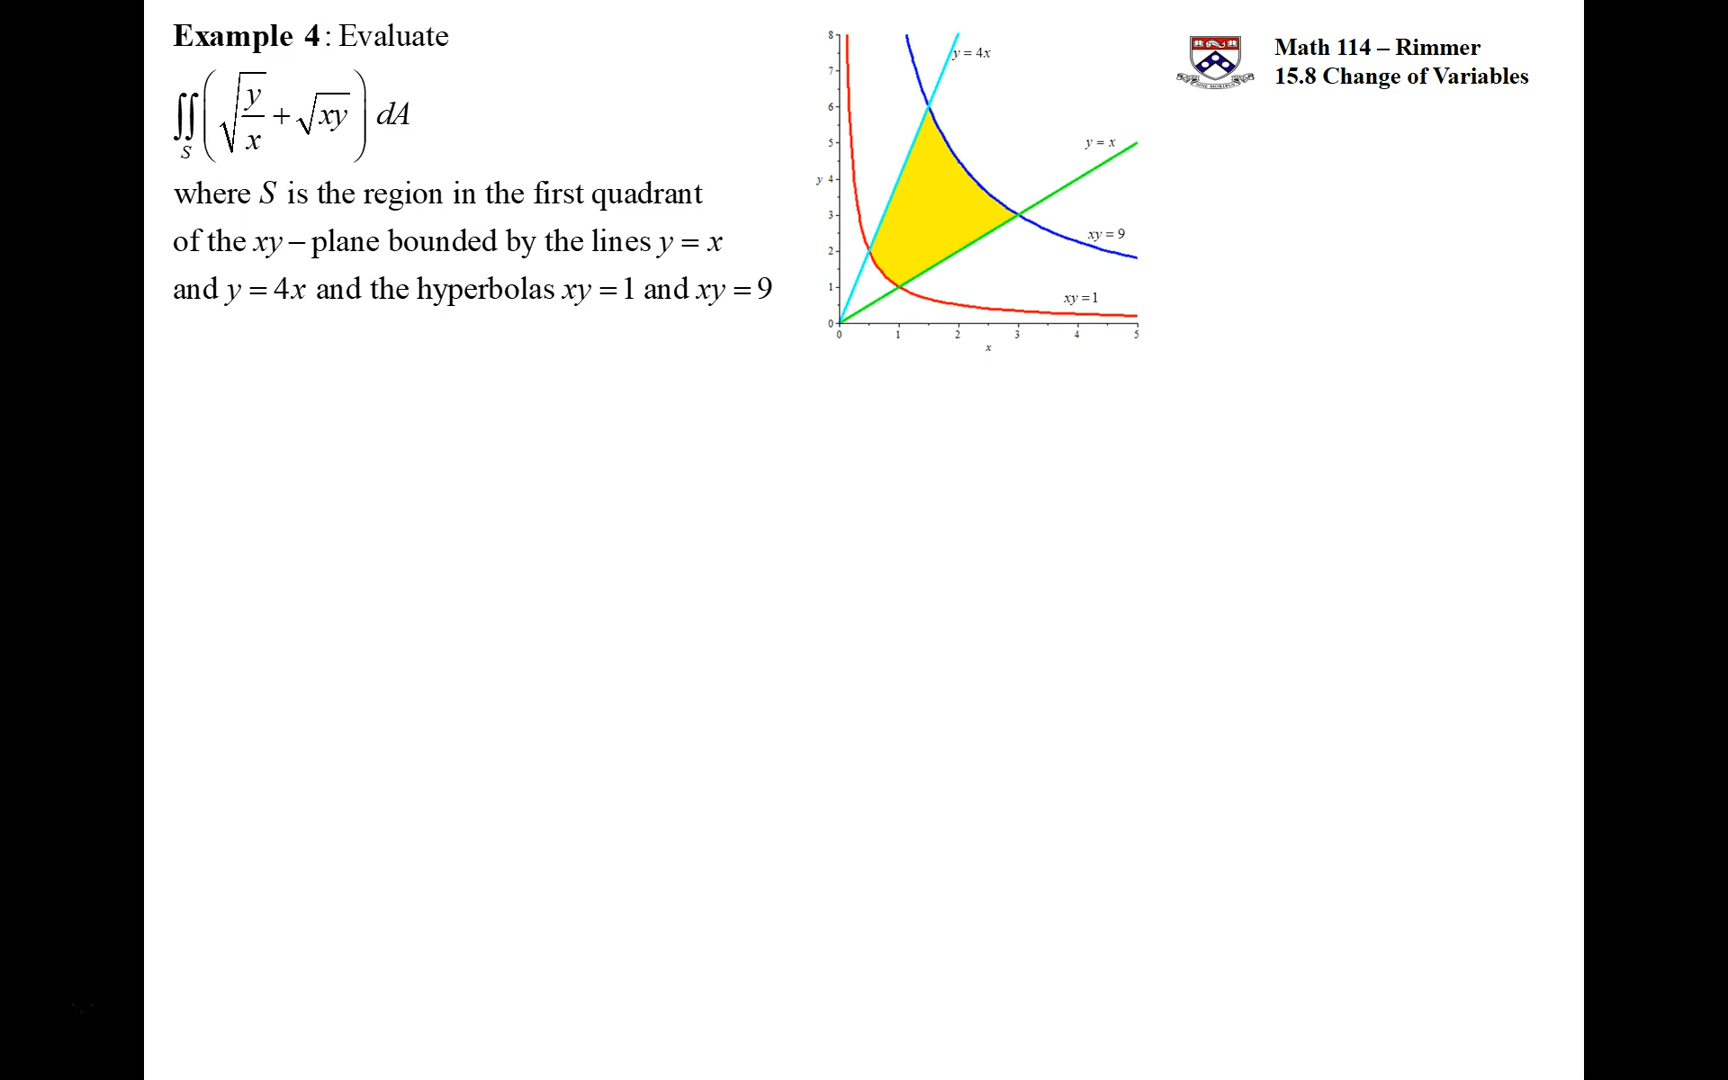 Example 4: Evaluate
∬_S (√(y/x) + √(xy)) dA
where S is the region in the first quadrant
of the xy – plane bounded by the lines y = x
and y = 4x and the hyperbolas xy = 1 and xy = 9
Math 114 – Rimmer
15.8 Change of Variables
8
y = 4x
7
6
5
y = x
y 4
3
xy = 9
2
1
xy = 1
0
0 1 2 3 4 5
x